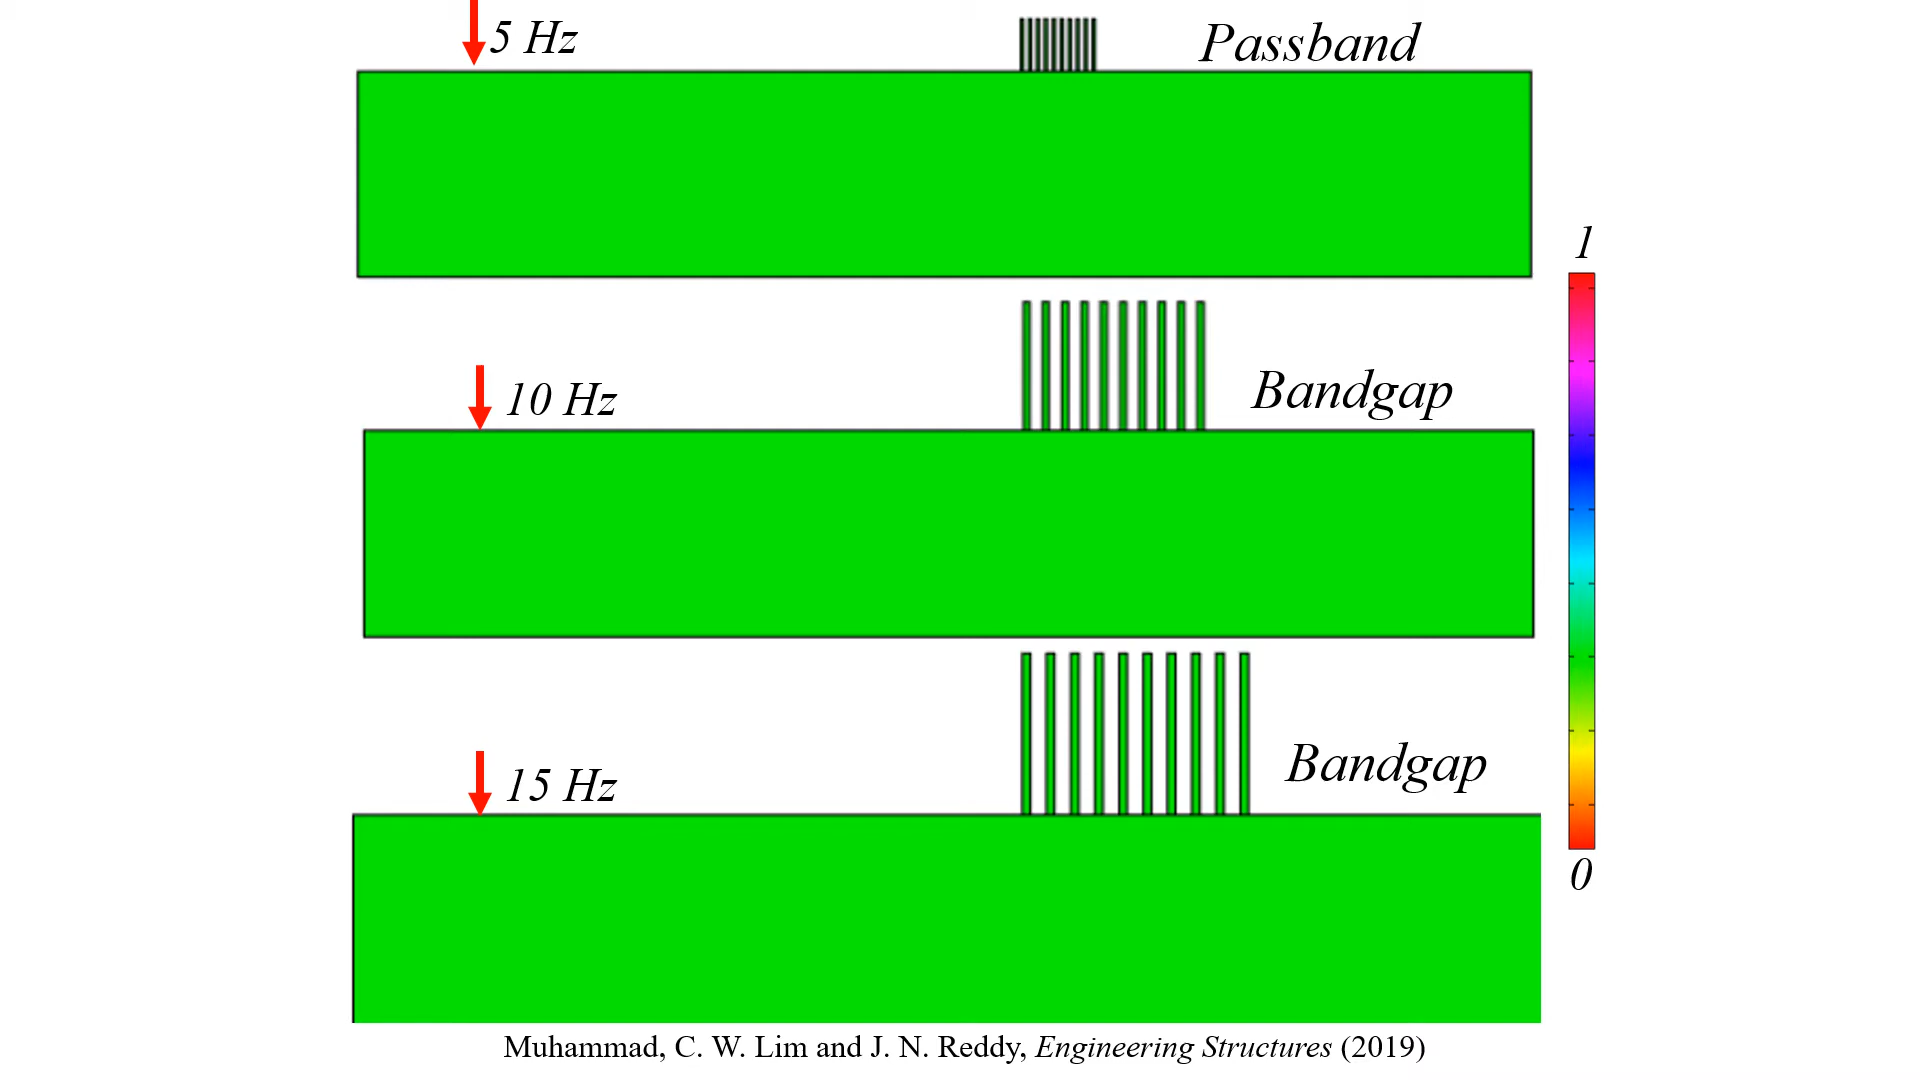 5 Hz
Passband
1
10 Hz
Bandgap
15 Hz
Bandgap
0
Muhammad, C. W. Lim and J. N. Reddy, Engineering Structures (2019)